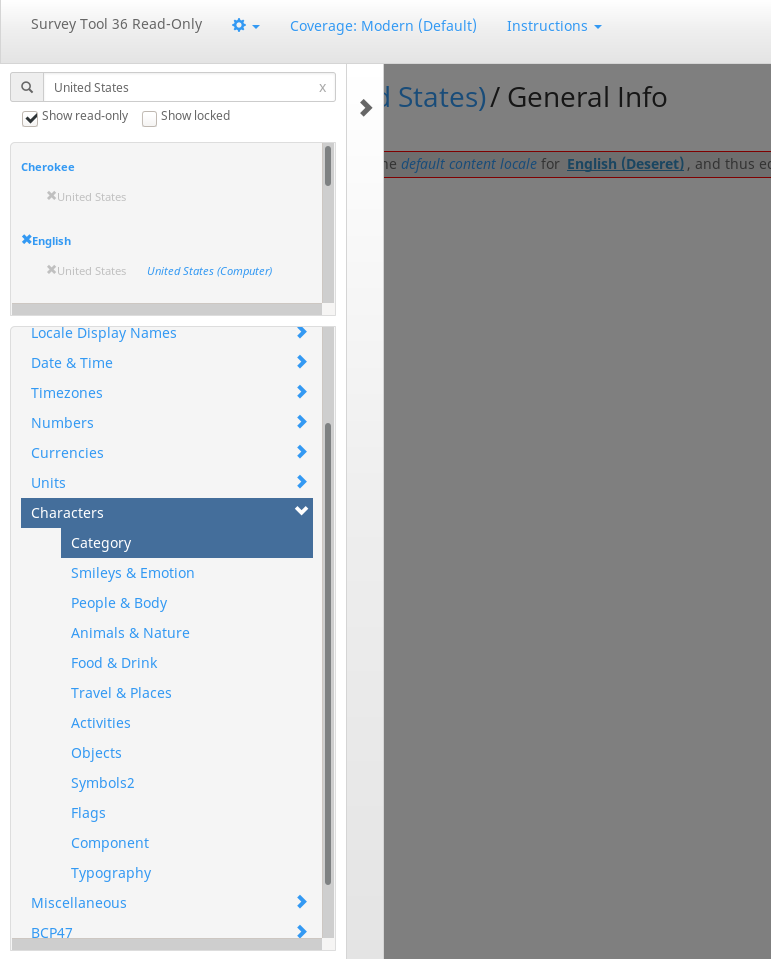 Survey Tool 36 Read-Only
Coverage: Modern (Default)
Instructions
United States
x
Show read-only
Show locked
d States) / General Info
default content locale for English (Deseret) , and thus
Cherokee
United States
English
United States
United States (Computer)
Locale Display Names
Date & Time
Timezones
Numbers
Currencies
Units
Characters
Category
Smileys & Emotion
People & Body
Animals & Nature
Food & Drink
Travel & Places
Activities
Objects
Symbols2
Flags
Component
Typography
Miscellaneous
BCP47